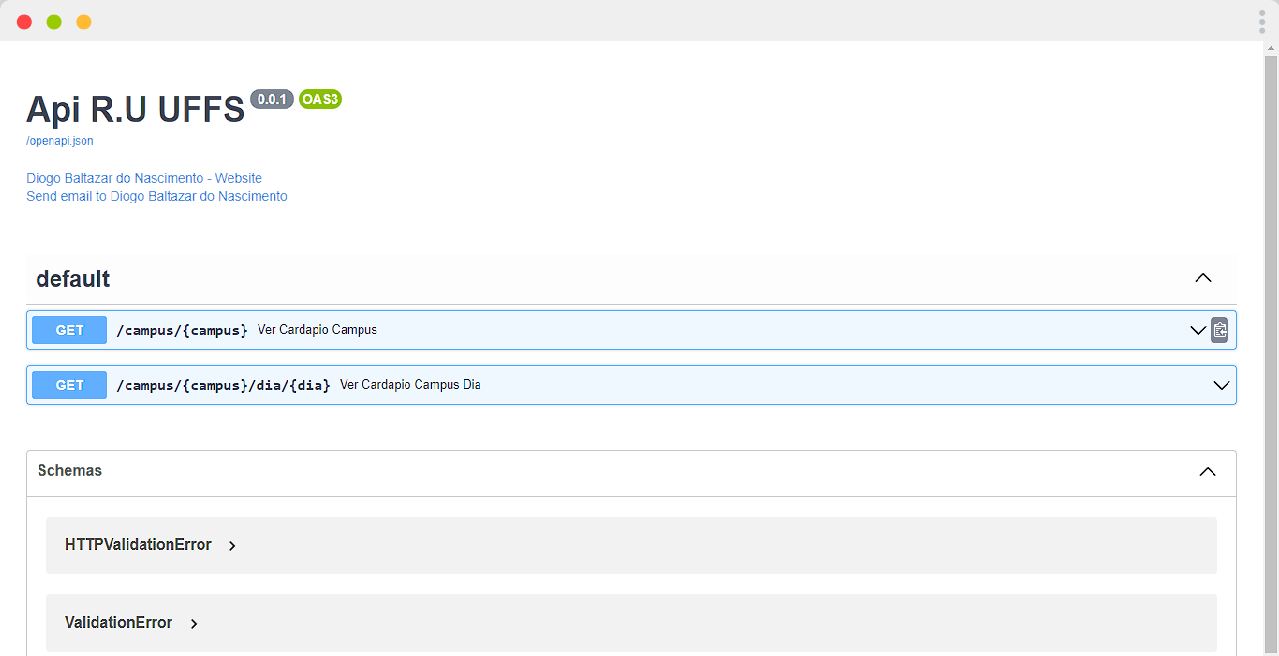 Api R.U UFFS 0.0.1 OAS3
/openapi.json
Diogo Baltazar do Nascimento - Website
Send email to Diogo Baltazar do Nascimento
default
GET /campus/{campus} Ver Cardapio Campus
GET /campus/{campus}/dia/{dia} Ver Cardapio Campus Dia
Schemas
HTTPValidationError
ValidationError